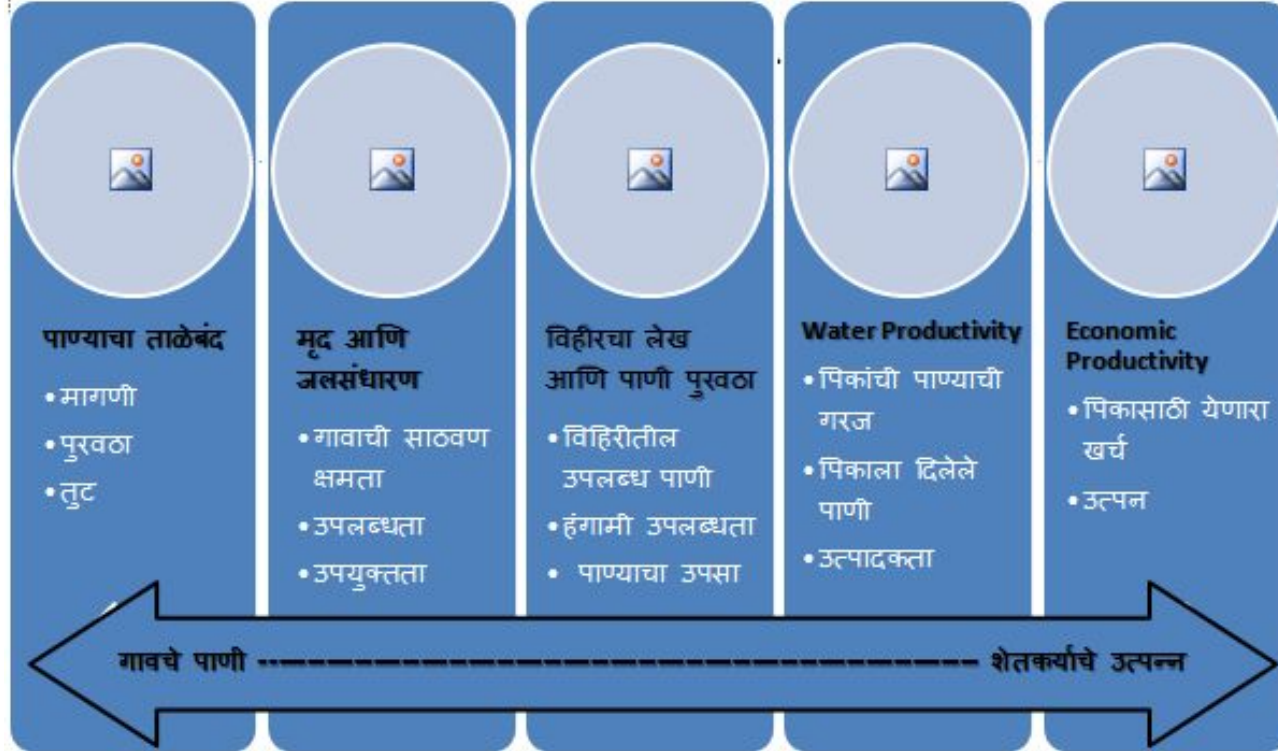 पाण्याचा ताळेबंद
•मागणी
•पुरवठा
•तुट
मृद आणि
जलसंधारण
•गावाची साठवण
क्षमता
•उपलब्धता
•उपयुक्तता
विहीरचा लेख
आणि पाणी पुरवठा
•विहिरीतील
उपलब्ध पाणी
•हंगामी उपलब्धता
• पाण्याचा उपसा
Water Productivity
•पिकांची पाण्याची
गरज
•पिकाला दिलेले
पाणी
•उत्पादकता
Economic
Productivity
•पिकासाठी येणारा
खर्च
•उत्पन
गावचे पाणी ---------------------------- शेतकर्याचे उत्पन्न